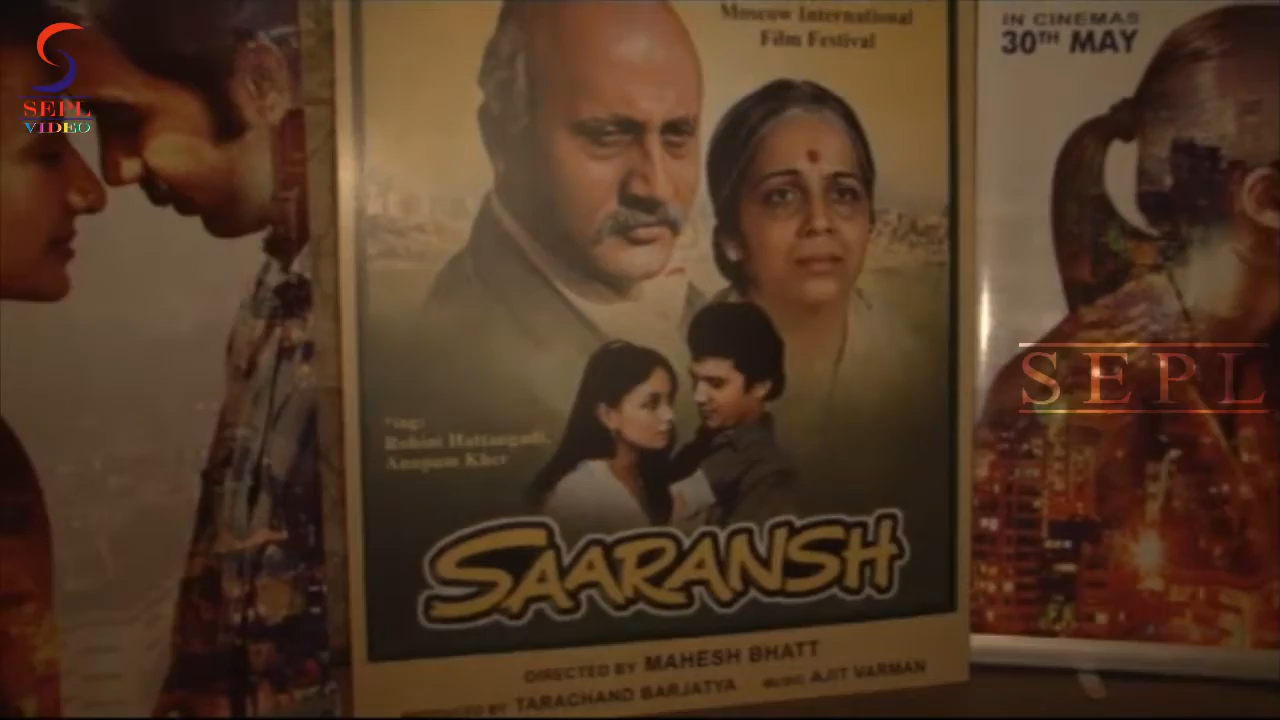 SEPL
VIDEO
Moscow International
Film Festival
IN CINEMAS
30TH MAY
SEPL
Rohini Hattangadi,
Anupam Kher
SAARANSH
DIRECTED BY MAHESH BHATT
BY TARACHAND BARJATYA MUSIC AJIT VARMAN